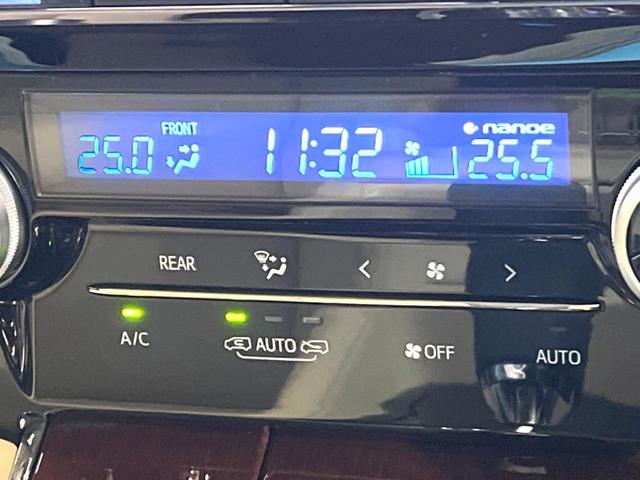 FRONT
25.0 11:32 nanoe 25.5
REAR
A/C AUTO OFF AUTO